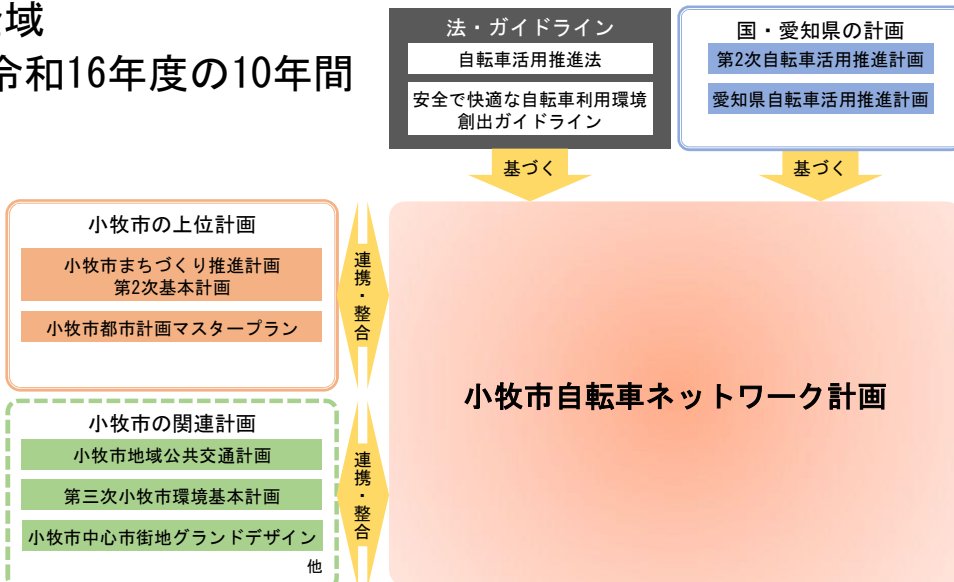 域
令和16年度の10年間
法・ガイドライン
自転車活用推進法
安全で快適な自転車利用環境
創出ガイドライン
国・愛知県の計画
第2次自転車活用推進計画
愛知県自転車活用推進計画
基づく
基づく
小牧市の上位計画
小牧市まちづくり推進計画
第2次基本計画
小牧市都市計画マスタープラン
連携・整合
小牧市自転車ネットワーク計画
小牧市の関連計画
小牧市地域公共交通計画
第三次小牧市環境基本計画
小牧市中心市街地グランドデザイン
他
連携・整合